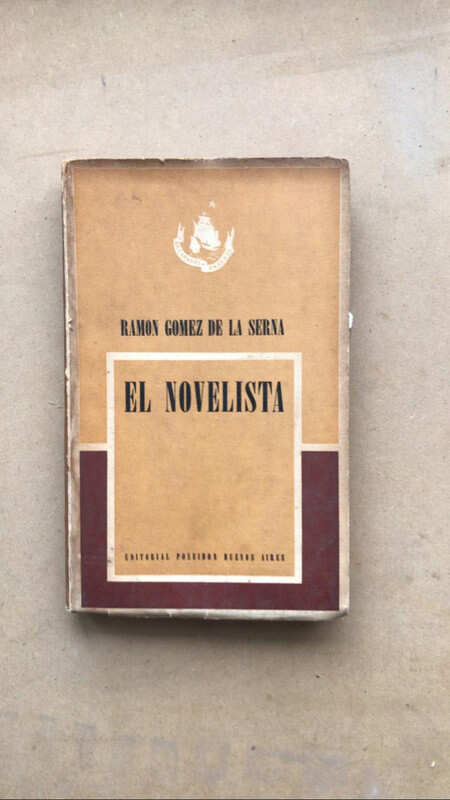 RAMON GOMEZ DE LA SERNA
EL NOVELISTA
EDITORIAL POSEIDON BUENOS AIRES